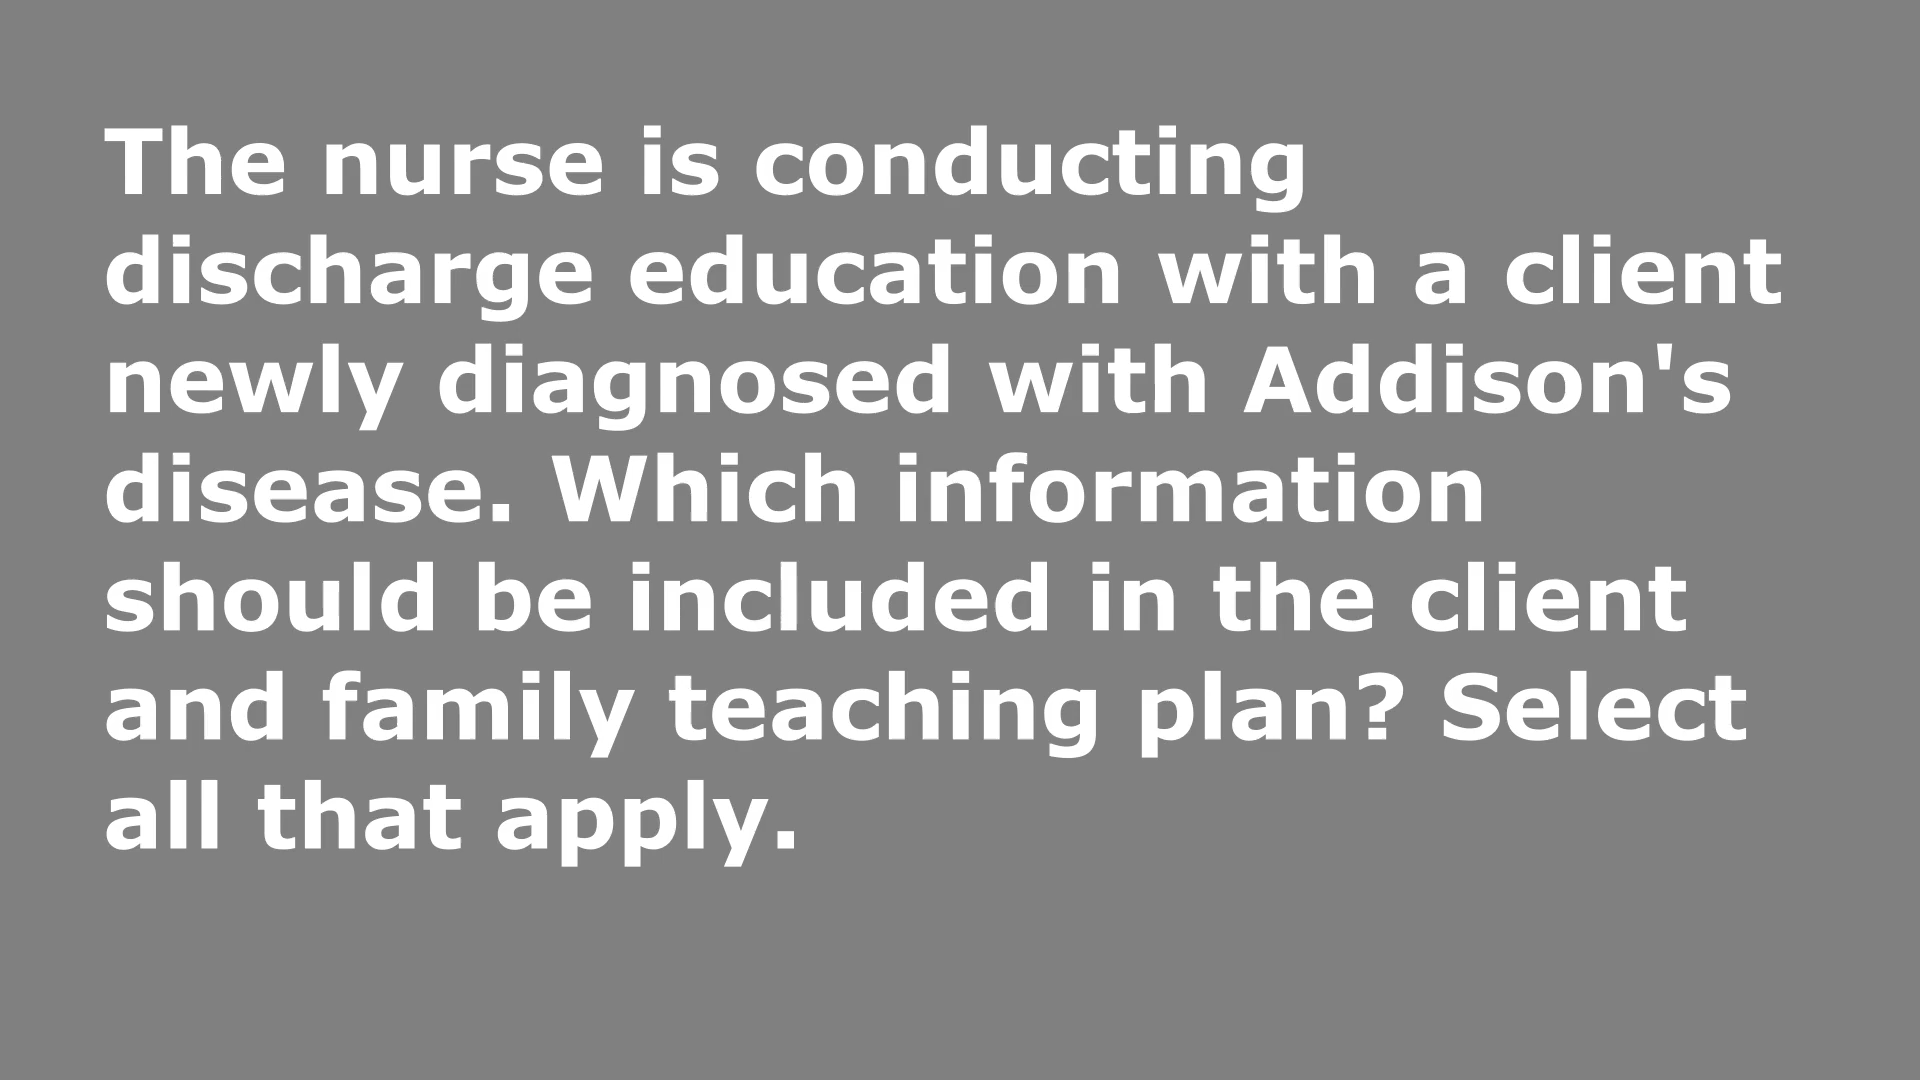 The nurse is conducting
discharge education with a client
newly diagnosed with Addison's
disease. Which information
should be included in the client
and family teaching plan? Select
all that apply.